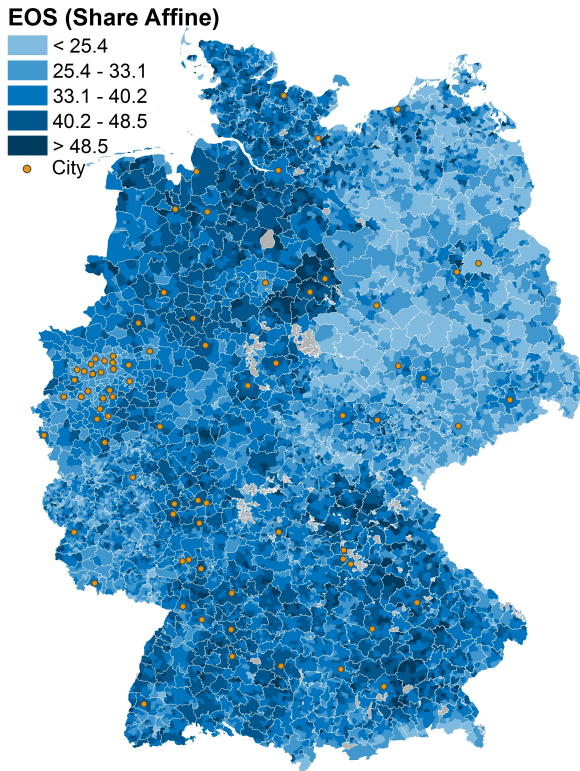 EOS (Share Affine)
< 25.4
25.4 - 33.1
33.1 - 40.2
40.2 - 48.5
> 48.5
City